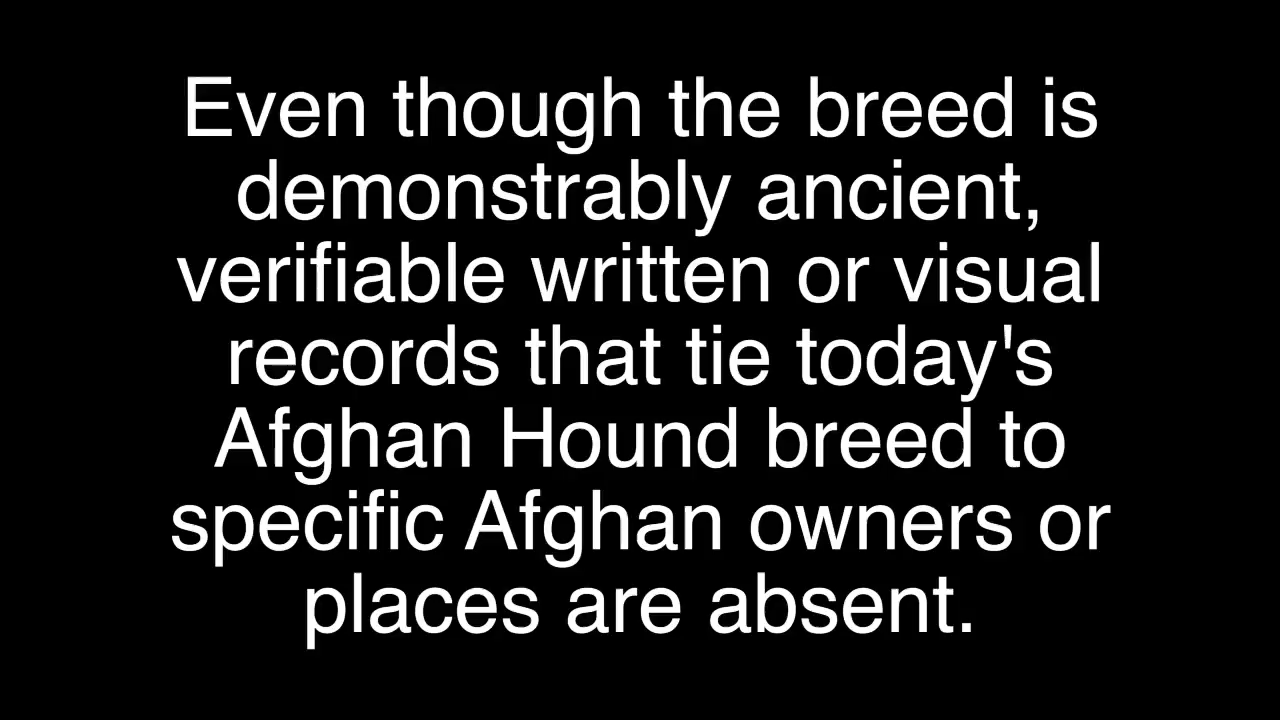 Even though the breed is
demonstrably ancient,
verifiable written or visual
records that tie today's
Afghan Hound breed to
specific Afghan owners or
places are absent.